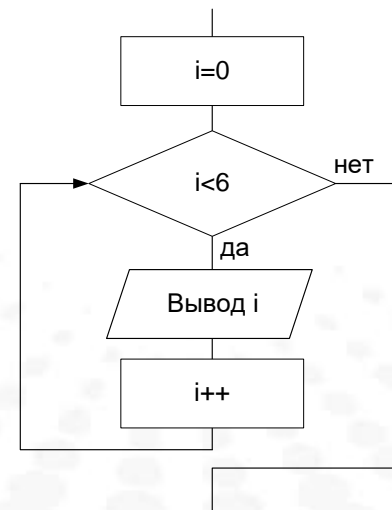 i=0
i<6
нет
да
Вывод i
i++